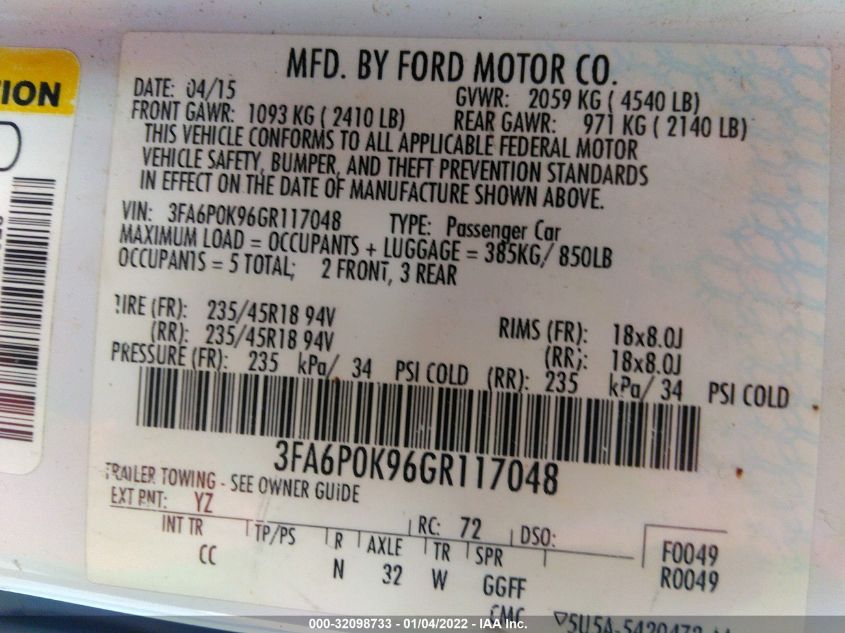 TION
MFD. BY FORD MOTOR CO.
DATE: 04/15 GVWR: 2059 KG ( 4540 LB)
FRONT GAWR: 1093 KG ( 2410 LB) REAR GAWR: 971 KG ( 2140 LB)
THIS VEHICLE CONFORMS TO ALL APPLICABLE FEDERAL MOTOR
VEHICLE SAFETY, BUMPER, AND THEFT PREVENTION STANDARDS
IN EFFECT ON THE DATE OF MANUFACTURE SHOWN ABOVE.
VIN: 3FA6P0K96GR117048 TYPE: Passenger Car
MAXIMUM LOAD = OCCUPANTS + LUGGAGE = 385KG/ 850LB
OCCUPANTS = 5 TOTAL; 2 FRONT, 3 REAR
TIRE (FR): 235/45R18 94V RIMS (FR): 18x8.0J
(RR): 235/45R18 94V (RR): 18x8.0J
PRESSURE (FR): 235 kPa/ 34 PSI COLD (RR): 235 kPa/ 34 PSI COLD
3FA6P0K96GR117048
TRAILER TOWING - SEE OWNER GUIDE
EXT PNT: YZ RC: 72 DSO:
INT TR TP/PS R AXLE TR SPR F0049
CC N 32 W GGFF R0049
CMC 5U5A-5420472
000-32098733 - 01/04/2022 - IAA Inc.